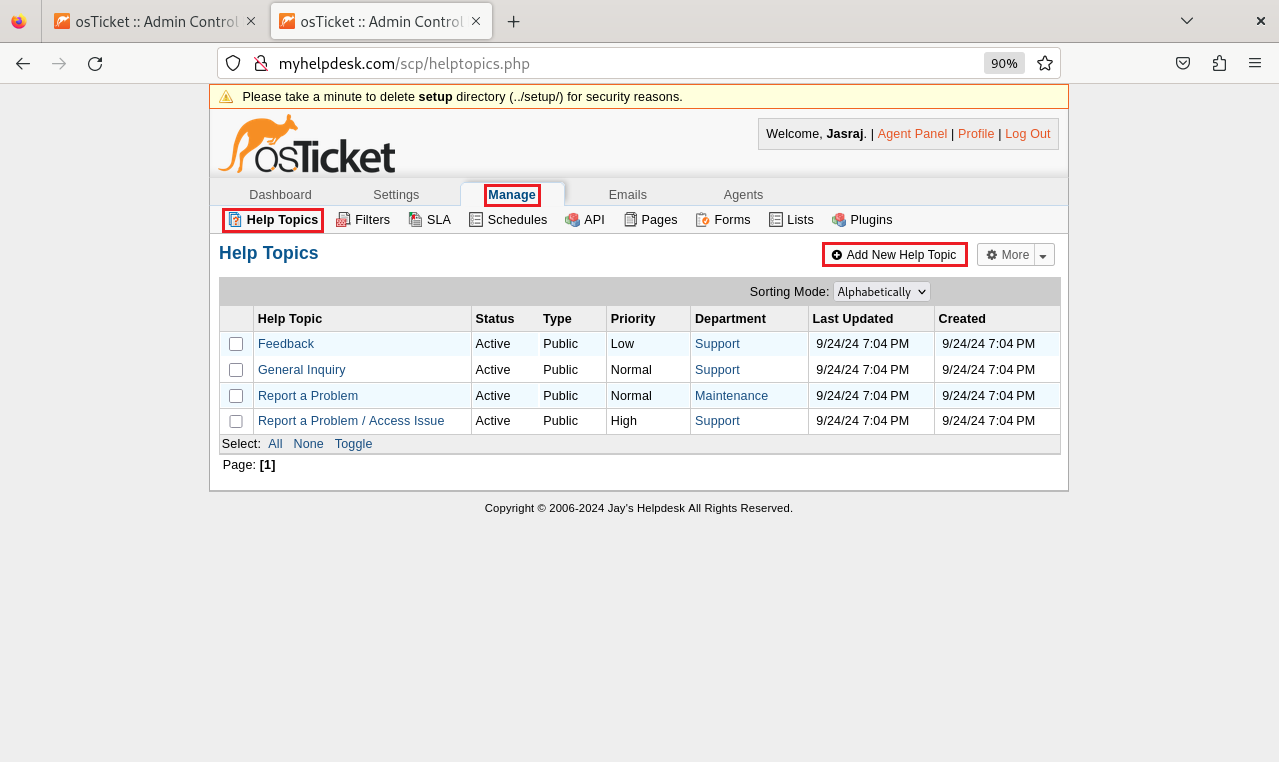 osTicket :: Admin Control
osTicket :: Admin Control
myhelpdesk.com/scp/helptopics.php 90%
Please take a minute to delete setup directory (../setup/) for security reasons.
osTicket
Welcome, Jasraj. | Agent Panel | Profile | Log Out
Dashboard Settings Manage Emails Agents
Help Topics Filters SLA Schedules API Pages Forms Lists Plugins
Help Topics Add New Help Topic More
Sorting Mode: Alphabetically
Help Topic Status Type Priority Department Last Updated Created
Feedback Active Public Low Support 9/24/24 7:04 PM 9/24/24 7:04 PM
General Inquiry Active Public Normal Support 9/24/24 7:04 PM 9/24/24 7:04 PM
Report a Problem Active Public Normal Maintenance 9/24/24 7:04 PM 9/24/24 7:04 PM
Report a Problem / Access Issue Active Public High Support 9/24/24 7:04 PM 9/24/24 7:04 PM
Select: All None Toggle
Page: [1]
Copyright © 2006-2024 Jay's Helpdesk All Rights Reserved.